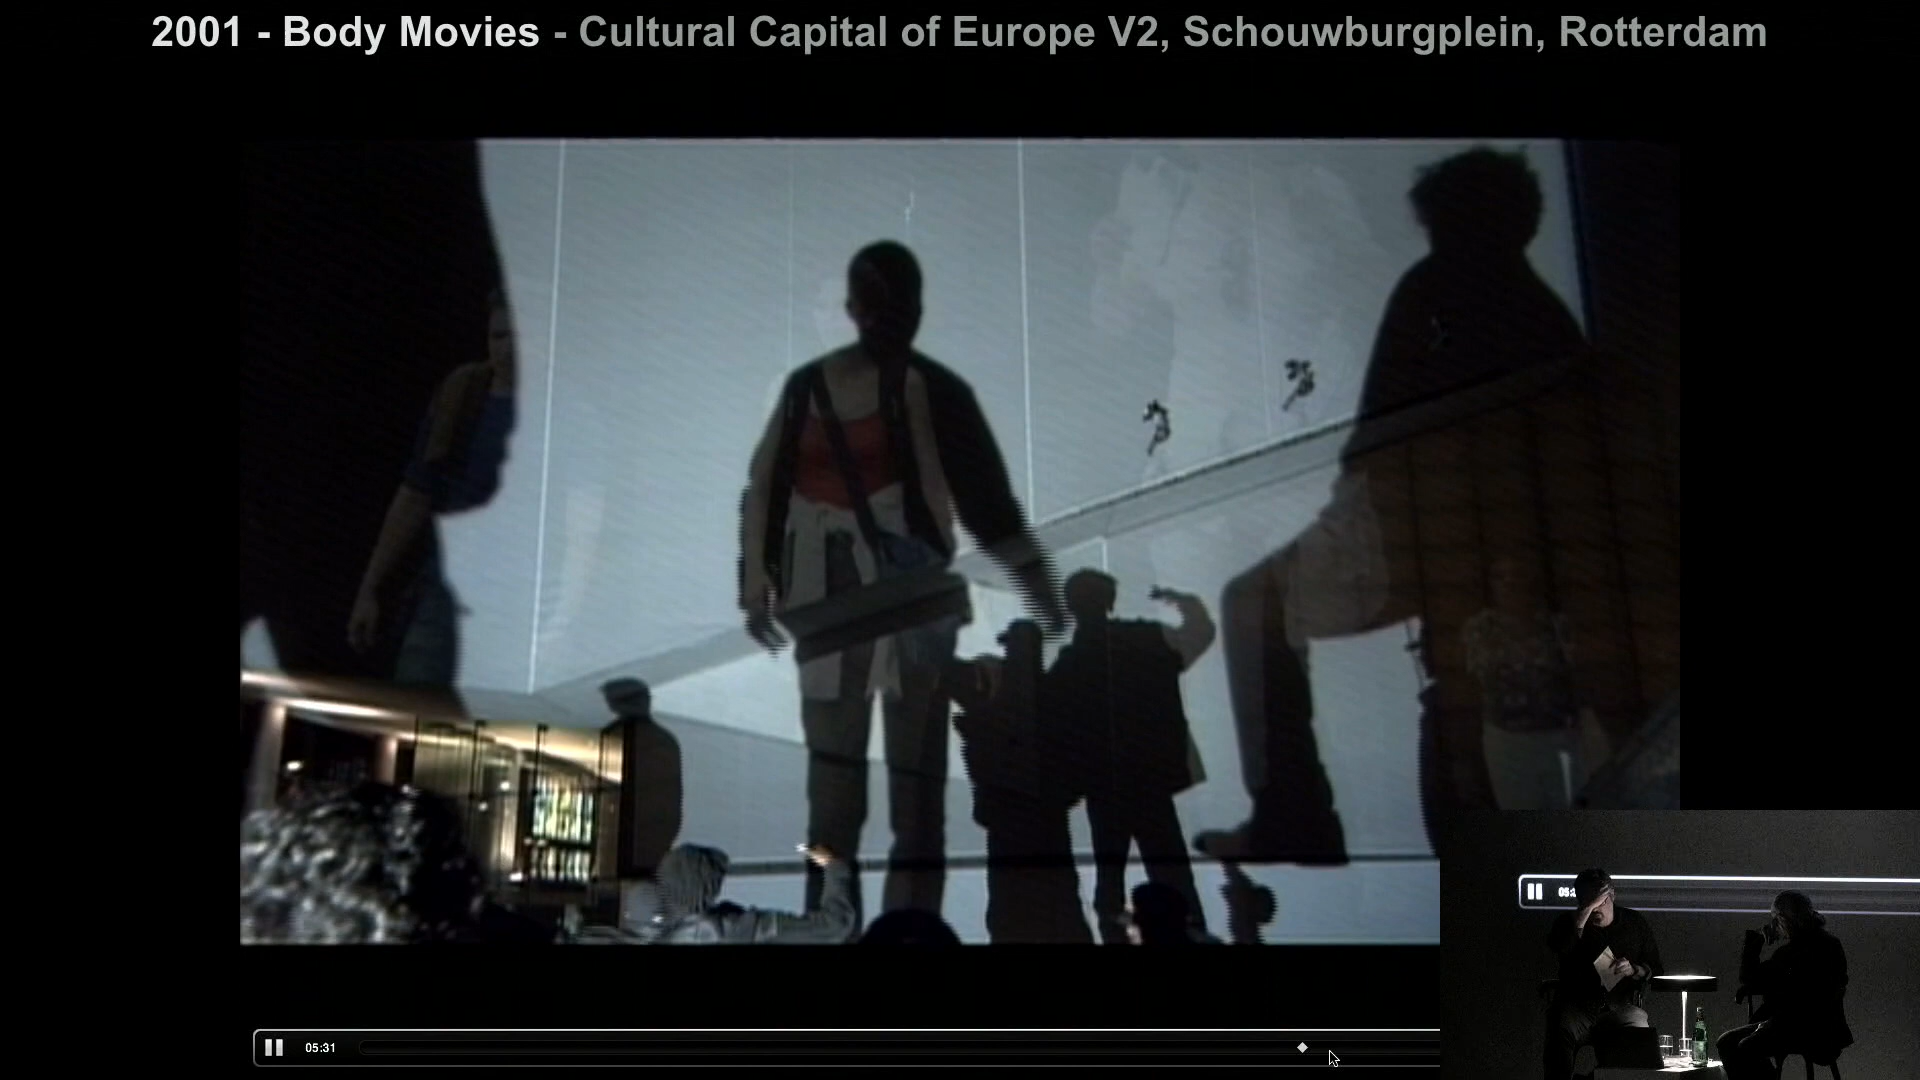 2001 - Body Movies - Cultural Capital of Europe V2, Schouwburgplein, Rotterdam
05:31